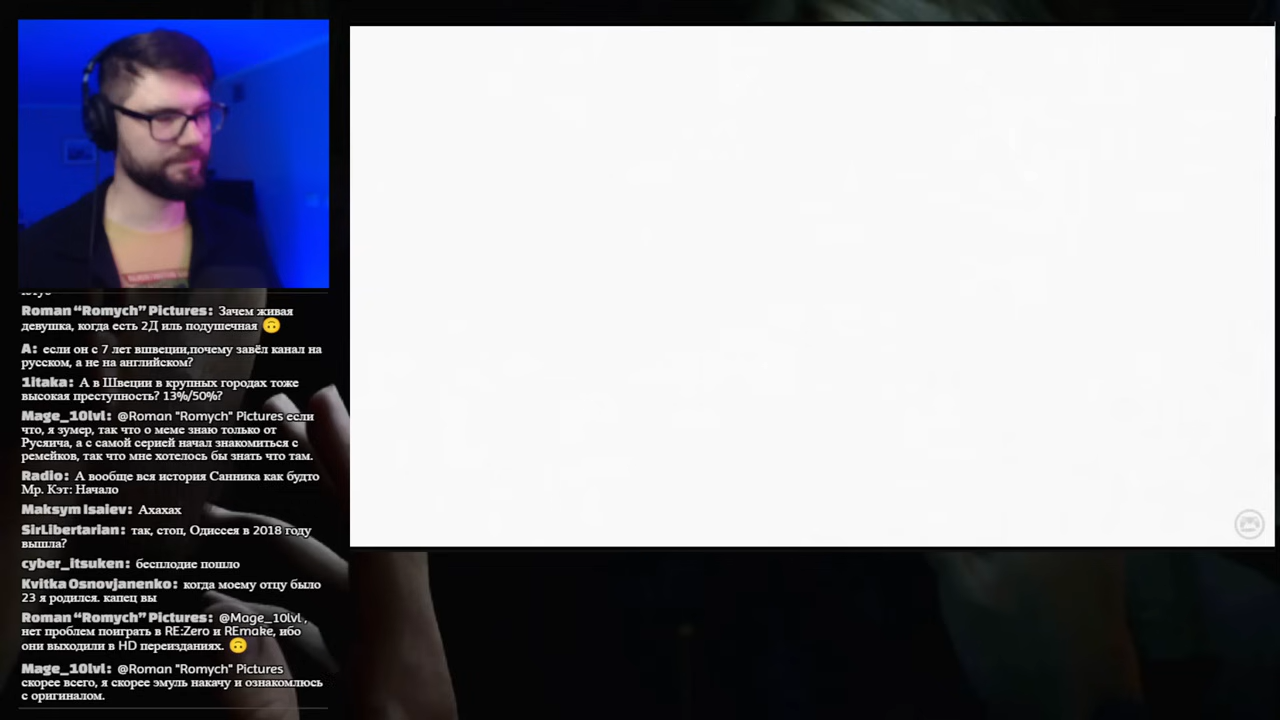 Roman “Romych” Pictures: Зачем живая
девушка, когда есть 2Д иль подушечная 🙃
A: если он с 7 лет вшвеции,почему завёл канал на
русском, а не на английском?
1itaka: А в Швеции в крупных городах тоже
высокая преступность? 13%/50%?
Mage_10lvl: @Roman "Romych" Pictures если
что, я зумер, так что о меме знаю только от
Русяича, а с самой серией начал знакомиться с
ремейков, так что мне хотелось бы знать что там.
Radio: А вообще вся история Санника как будто
Мр. Кэт: Начало
Maksym Isaiev: Ахахах
SirLibertarian: так, стоп, Одиссея в 2018 году
вышла?
cyber_itsuken: бесплодие пошло
Kvitka Osnovjanenko: когда моему отцу было
23 я родился. капец вы
Roman “Romych” Pictures: @Mage_10lvl ,
нет проблем поиграть в RE:Zero и REmake, ибо
они выходили в HD переизданиях. 🙃
Mage_10lvl: @Roman "Romych" Pictures
скорее всего, я скорее эмуль накачу и ознакомлюсь
с оригиналом.